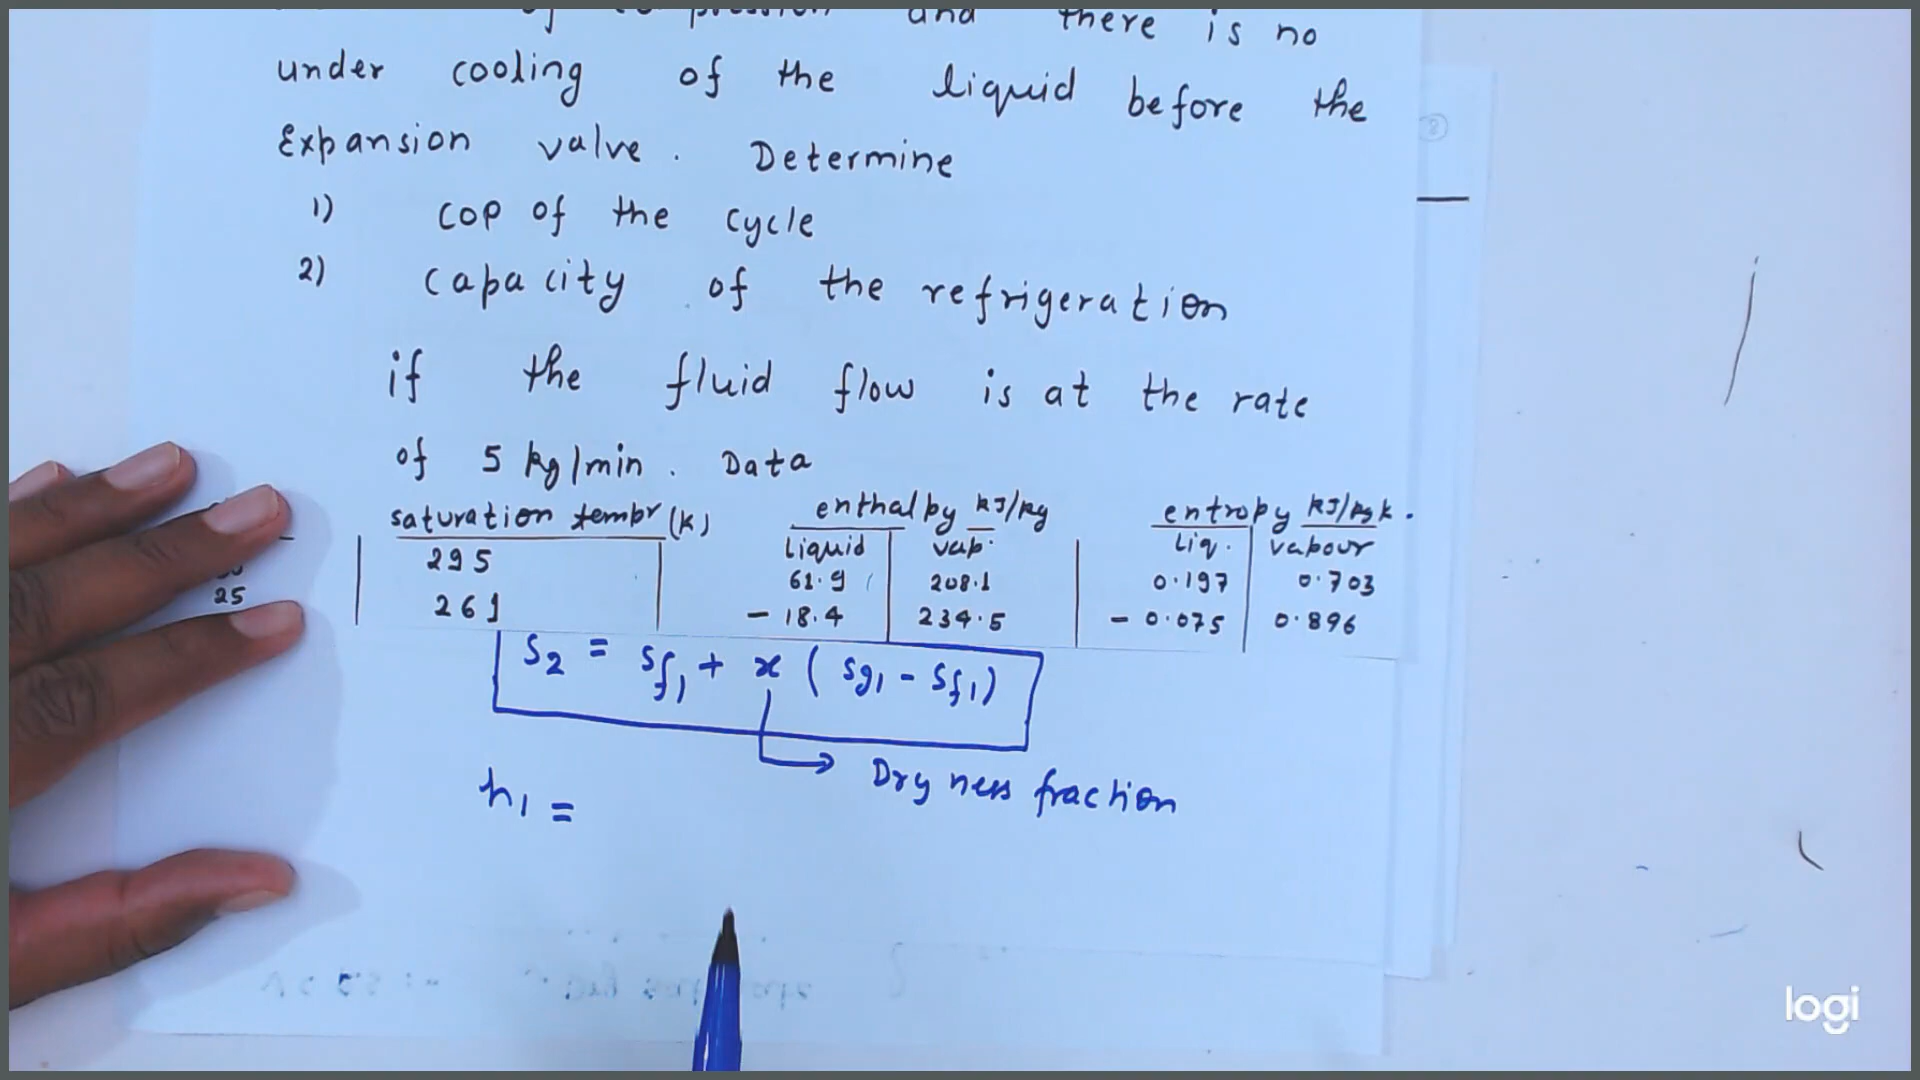 and there is no
under cooling of the liquid before the
Expansion valve. Determine
1) COP of the cycle
2) capacity of the refrigeration
if the fluid flow is at the rate
of 5 kg/min. Data
saturation tempr (K) enthalpy kJ/kg entropy kJ/kgk.
liquid vap. Liq. vapour
295 61.9 208.1 0.197 0.703
261 - 18.4 234.5 - 0.075 0.896
25
S2 = Sf1 + x (Sg1 - Sf1)
Dryness fraction
h1 =
logi